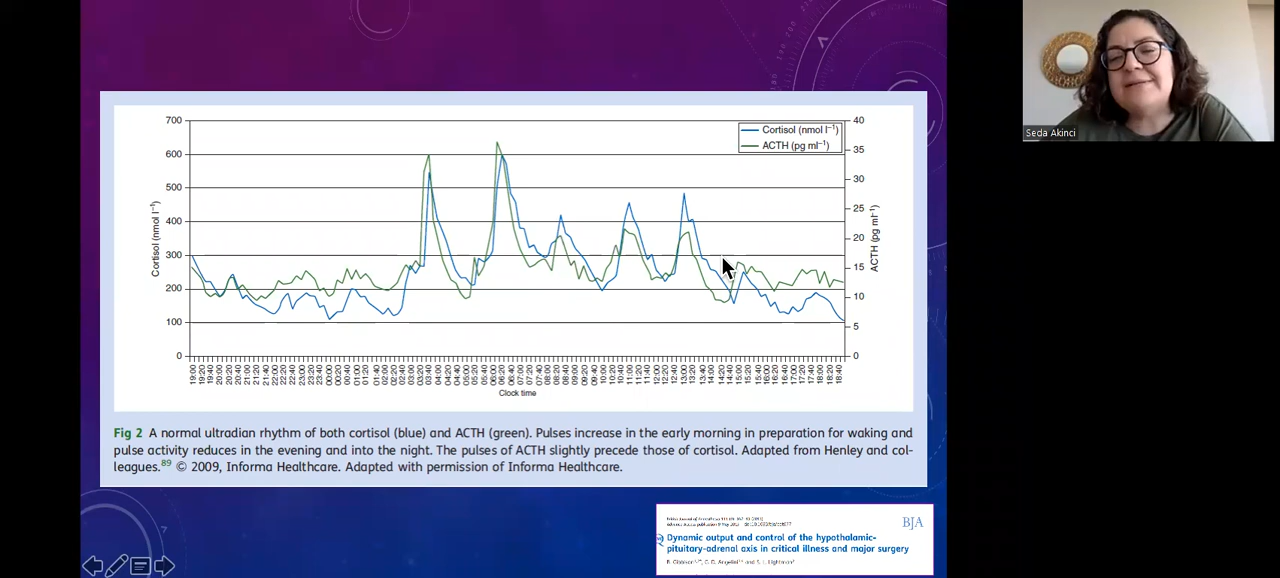 700
600
500
400
300
200
100
0
Cortisol (nmol l–1)
40
35
30
25
20
15
10
5
0
ACTH (pg ml–1)
Cortisol (nmol l–1)
ACTH (pg ml–1)
Clock time
Fig 2 A normal ultradian rhythm of both cortisol (blue) and ACTH (green). Pulses increase in the early morning in preparation for waking and
pulse activity reduces in the evening and into the night. The pulses of ACTH slightly precede those of cortisol. Adapted from Henley and col-
leagues.89 © 2009, Informa Healthcare. Adapted with permission of Informa Healthcare.
BJA
Dynamic output and control of the hypothalamic-
pituitary-adrenal axis in critical illness and major surgery
Seda Akinci